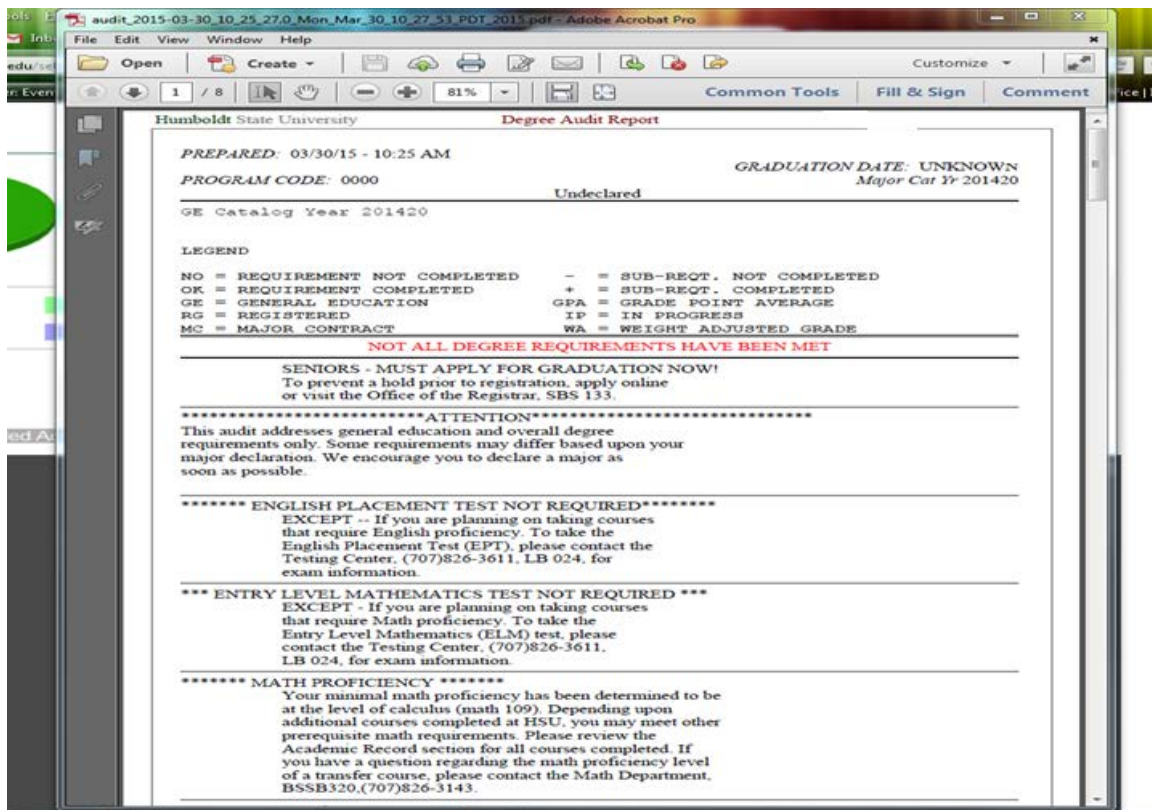 audit_2015-03-30_10_25_27.0_Mon_Mar_30_10_27_53_PDT_2015.pdf - Adobe Acrobat Pro
File Edit View Window Help
Open Create Customize
1 / 8 81% Common Tools Fill & Sign Comment
Humboldt State University Degree Audit Report
PREPARED: 03/30/15 - 10:25 AM
GRADUATION DATE: UNKNOWN
PROGRAM CODE: 0000 Major Cat Yr 201420
Undeclared
GE Catalog Year 201420
LEGEND
NO = REQUIREMENT NOT COMPLETED - = SUB-REQT. NOT COMPLETED
OK = REQUIREMENT COMPLETED + = SUB-REQT. COMPLETED
GE = GENERAL EDUCATION GPA = GRADE POINT AVERAGE
RG = REGISTERED IP = IN PROGRESS
MC = MAJOR CONTRACT WA = WEIGHT ADJUSTED GRADE
NOT ALL DEGREE REQUIREMENTS HAVE BEEN MET
SENIORS - MUST APPLY FOR GRADUATION NOW!
To prevent a hold prior to registration, apply online
or visit the Office of the Registrar, SBS 133.
**************************ATTENTION******************************
This audit addresses general education and overall degree
requirements only. Some requirements may differ based upon your
major declaration. We encourage you to declare a major as
soon as possible.
******* ENGLISH PLACEMENT TEST NOT REQUIRED********
EXCEPT -- If you are planning on taking courses
that require English proficiency. To take the
English Placement Test (EPT), please contact the
Testing Center, (707)826-3611, LB 024, for
exam information.
*** ENTRY LEVEL MATHEMATICS TEST NOT REQUIRED ***
EXCEPT - If you are planning on taking courses
that require Math proficiency. To take the
Entry Level Mathematics (ELM) test, please
contact the Testing Center, (707)826-3611,
LB 024, for exam information.
******* MATH PROFICIENCY *******
Your minimal math proficiency has been determined to be
at the level of calculus (math 109). Depending upon
additional courses completed at HSU, you may meet other
prerequisite math requirements. Please review the
Academic Record section for all courses completed. If
you have a question regarding the math proficiency level
of a transfer course, please contact the Math Department,
BSSB320,(707)826-3143.